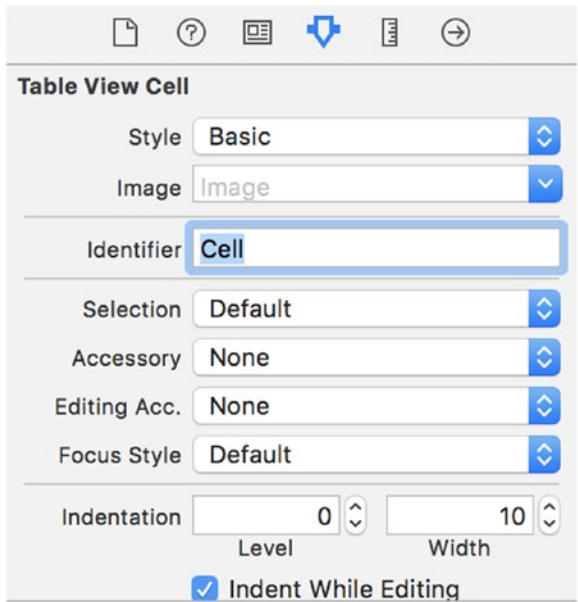 Table View Cell
Style Basic
Image Image
Identifier Cell
Selection Default
Accessory None
Editing Acc. None
Focus Style Default
Indentation 0 10
Level Width
Indent While Editing